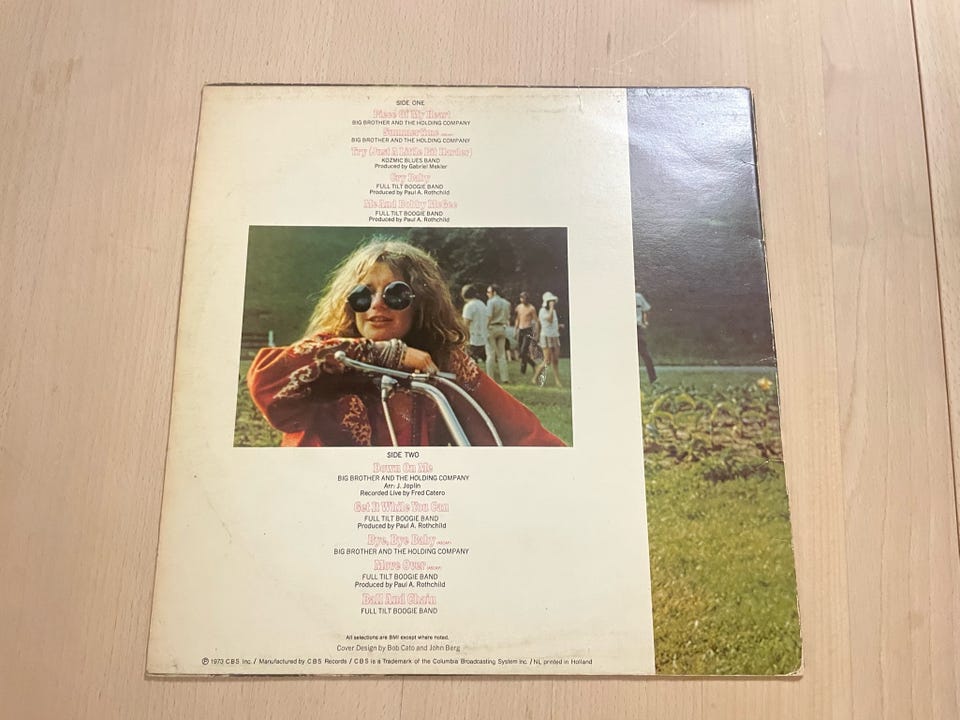 SIDE ONE
Piece Of My Heart
BIG BROTHER AND THE HOLDING COMPANY
Summertime (ASCAP)
BIG BROTHER AND THE HOLDING COMPANY
Try (Just A Little Bit Harder)
KOZMIC BLUES BAND
Produced by Gabriel Mekler
Cry Baby
FULL TILT BOOGIE BAND
Produced by Paul A. Rothchild
Me And Bobby McGee
FULL TILT BOOGIE BAND
Produced by Paul A. Rothchild
SIDE TWO
Down On Me
BIG BROTHER AND THE HOLDING COMPANY
Arr: J. Joplin
Recorded Live by Fred Catero
Get It While You Can
FULL TILT BOOGIE BAND
Produced by Paul A. Rothchild
Bye, Bye Baby (ASCAP)
BIG BROTHER AND THE HOLDING COMPANY
Move Over (ASCAP)
FULL TILT BOOGIE BAND
Produced by Paul A. Rothchild
Ball And Chain
FULL TILT BOOGIE BAND
All selections are BMI except where noted.
Cover Design by Bob Cato and John Berg
℗ 1973 CBS Inc. / Manufactured by CBS Records / CBS is a Trademark of the Columbia Broadcasting System Inc. / NL printed in Holland